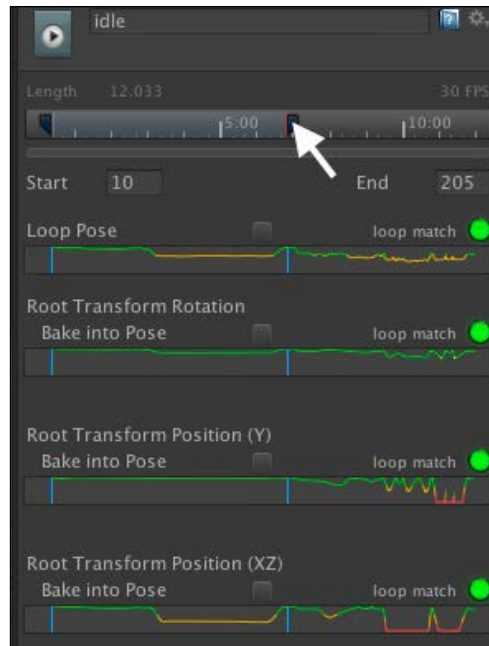 idle
Length 12.033 30 FPS
5:00 10:00
Start 10 End 205
Loop Pose loop match
Root Transform Rotation
Bake into Pose loop match
Root Transform Position (Y)
Bake into Pose loop match
Root Transform Position (XZ)
Bake into Pose loop match